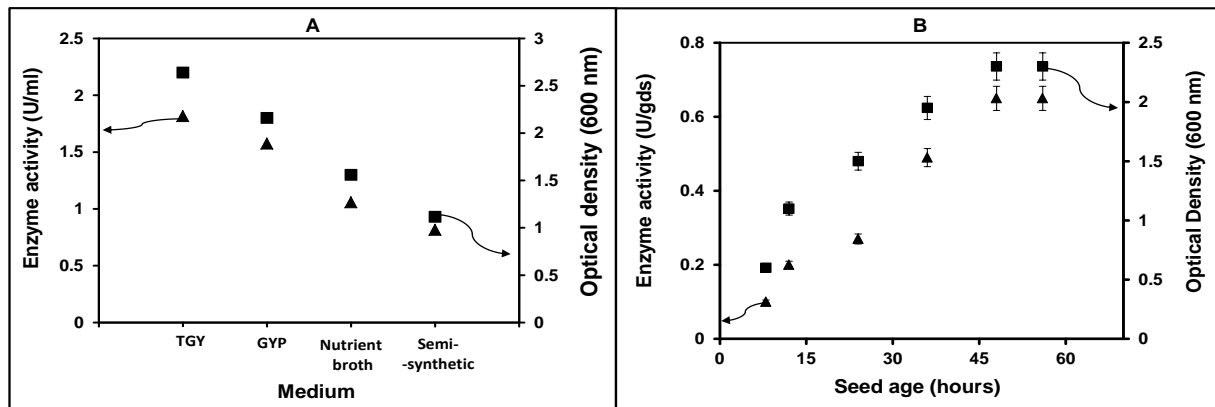 A
Enzyme activity (U/ml)
2.5
2
1.5
1
0.5
0
3
2.5
2
1.5
1
0.5
0
Optical density (600 nm)
TGY
GYP
Nutrient
broth
Semi-
-synthetic
Medium
B
Enzyme activity (U/gds)
0.8
0.6
0.4
0.2
0
2.5
2
1.5
1
0.5
0
Optical Density (600 nm)
0
15
30
45
60
Seed age (hours)